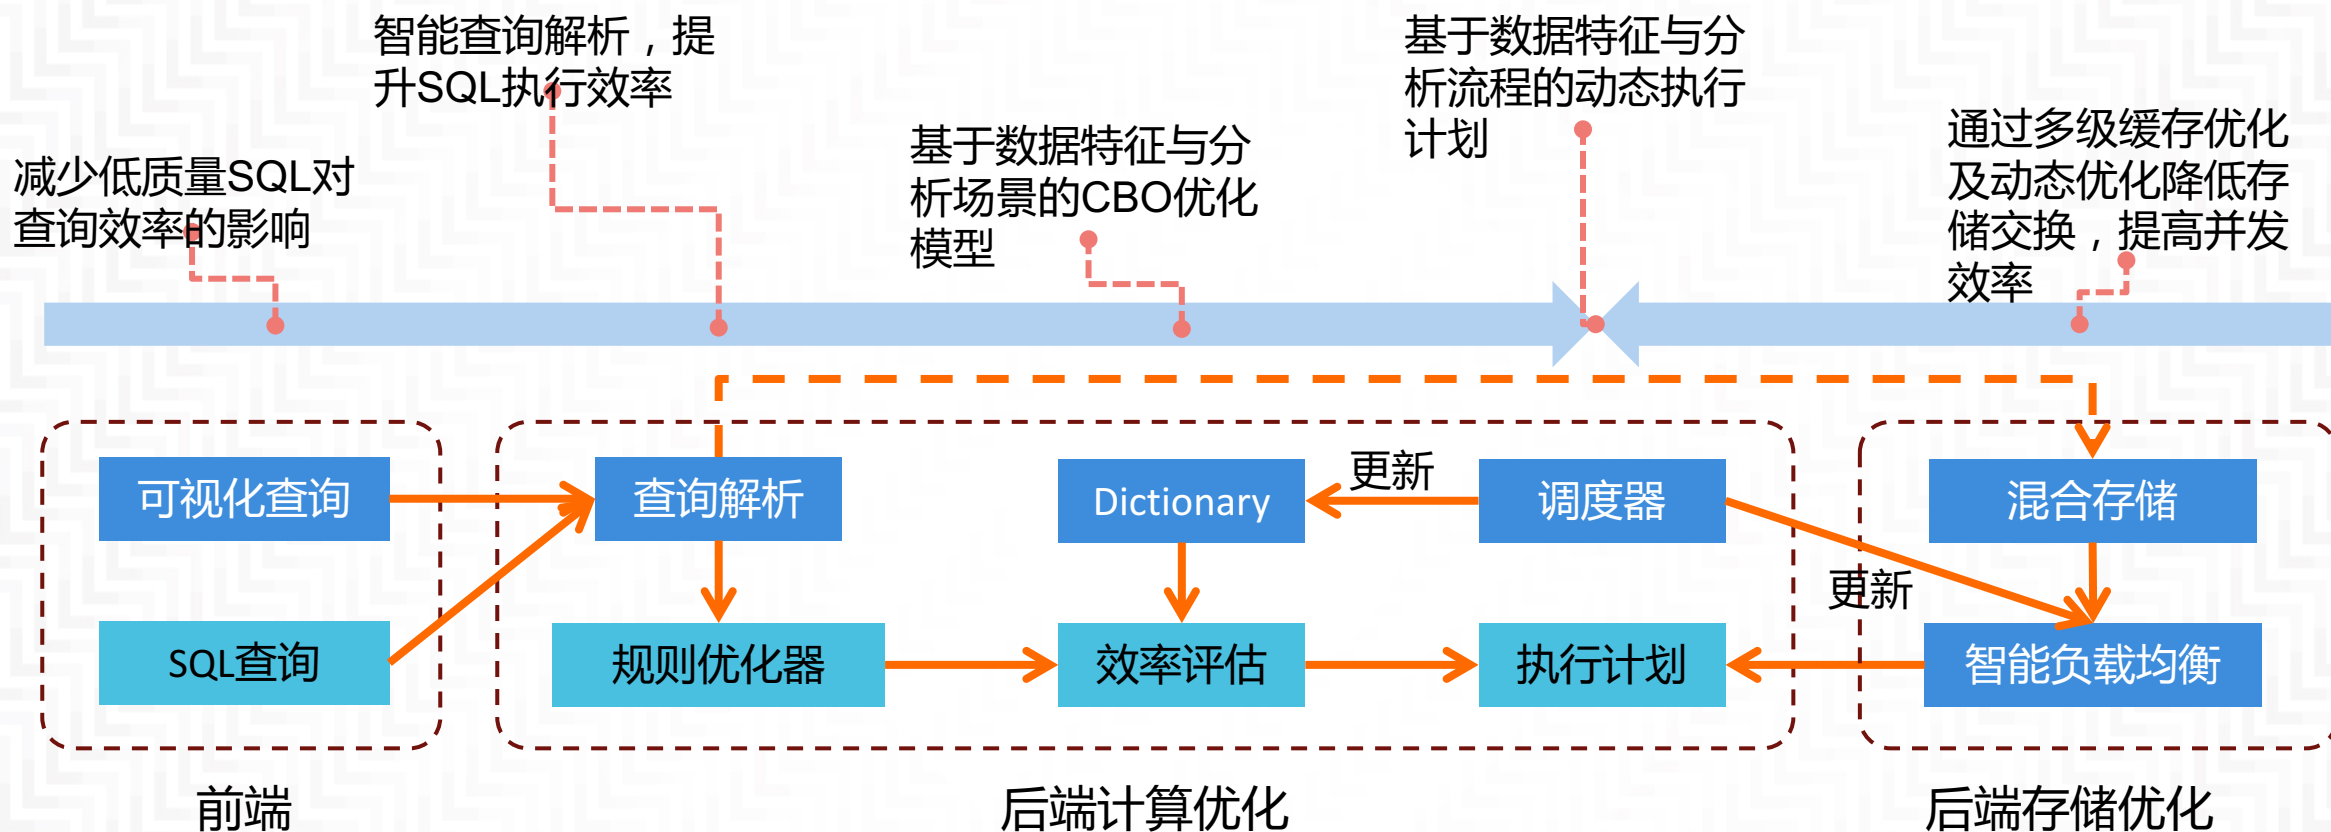 智能查询解析，提
升SQL执行效率
基于数据特征与分
析流程的动态执行
计划
减少低质量SQL对
查询效率的影响
基于数据特征与分
析场景的CBO优化
模型
通过多级缓存优化
及动态优化降低存
储交换，提高并发
效率
可视化查询
查询解析
Dictionary
更新
调度器
混合存储
更新
SQL查询
规则优化器
效率评估
执行计划
智能负载均衡
前端
后端计算优化
后端存储优化